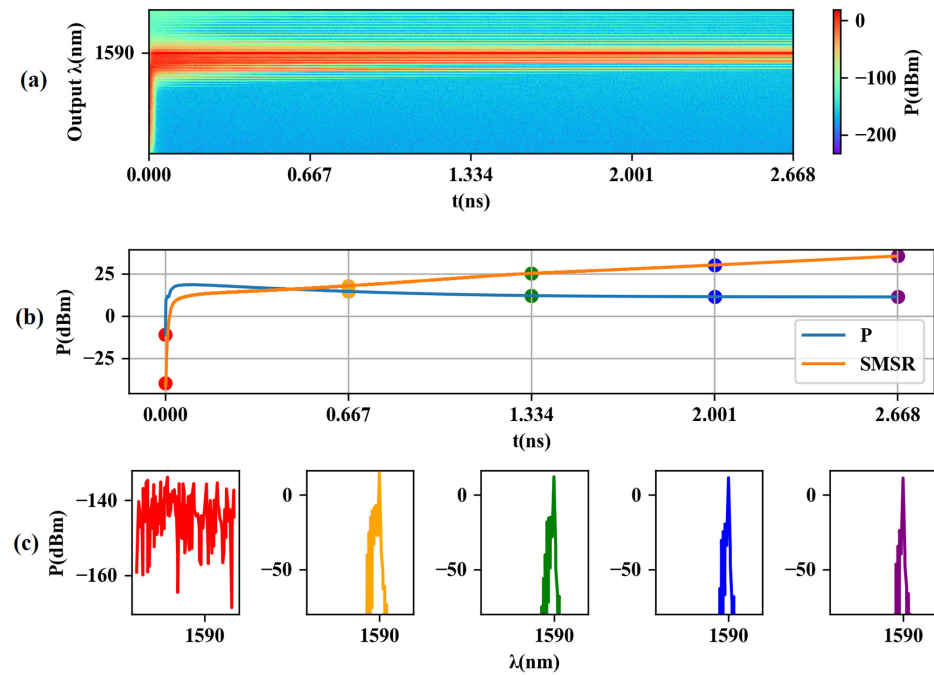 (a)
Output λ(nm)
1590
0.000 0.667 1.334 2.001 2.668
t(ns)
0
−100
−200
P(dBm)
(b)
P(dBm)
25
0
−25
P
SMSR
0.000 0.667 1.334 2.001 2.668
t(ns)
(c)
P(dBm)
−140
−160
1590
0
−50
1590
0
−50
1590
0
−50
1590
0
−50
1590
λ(nm)